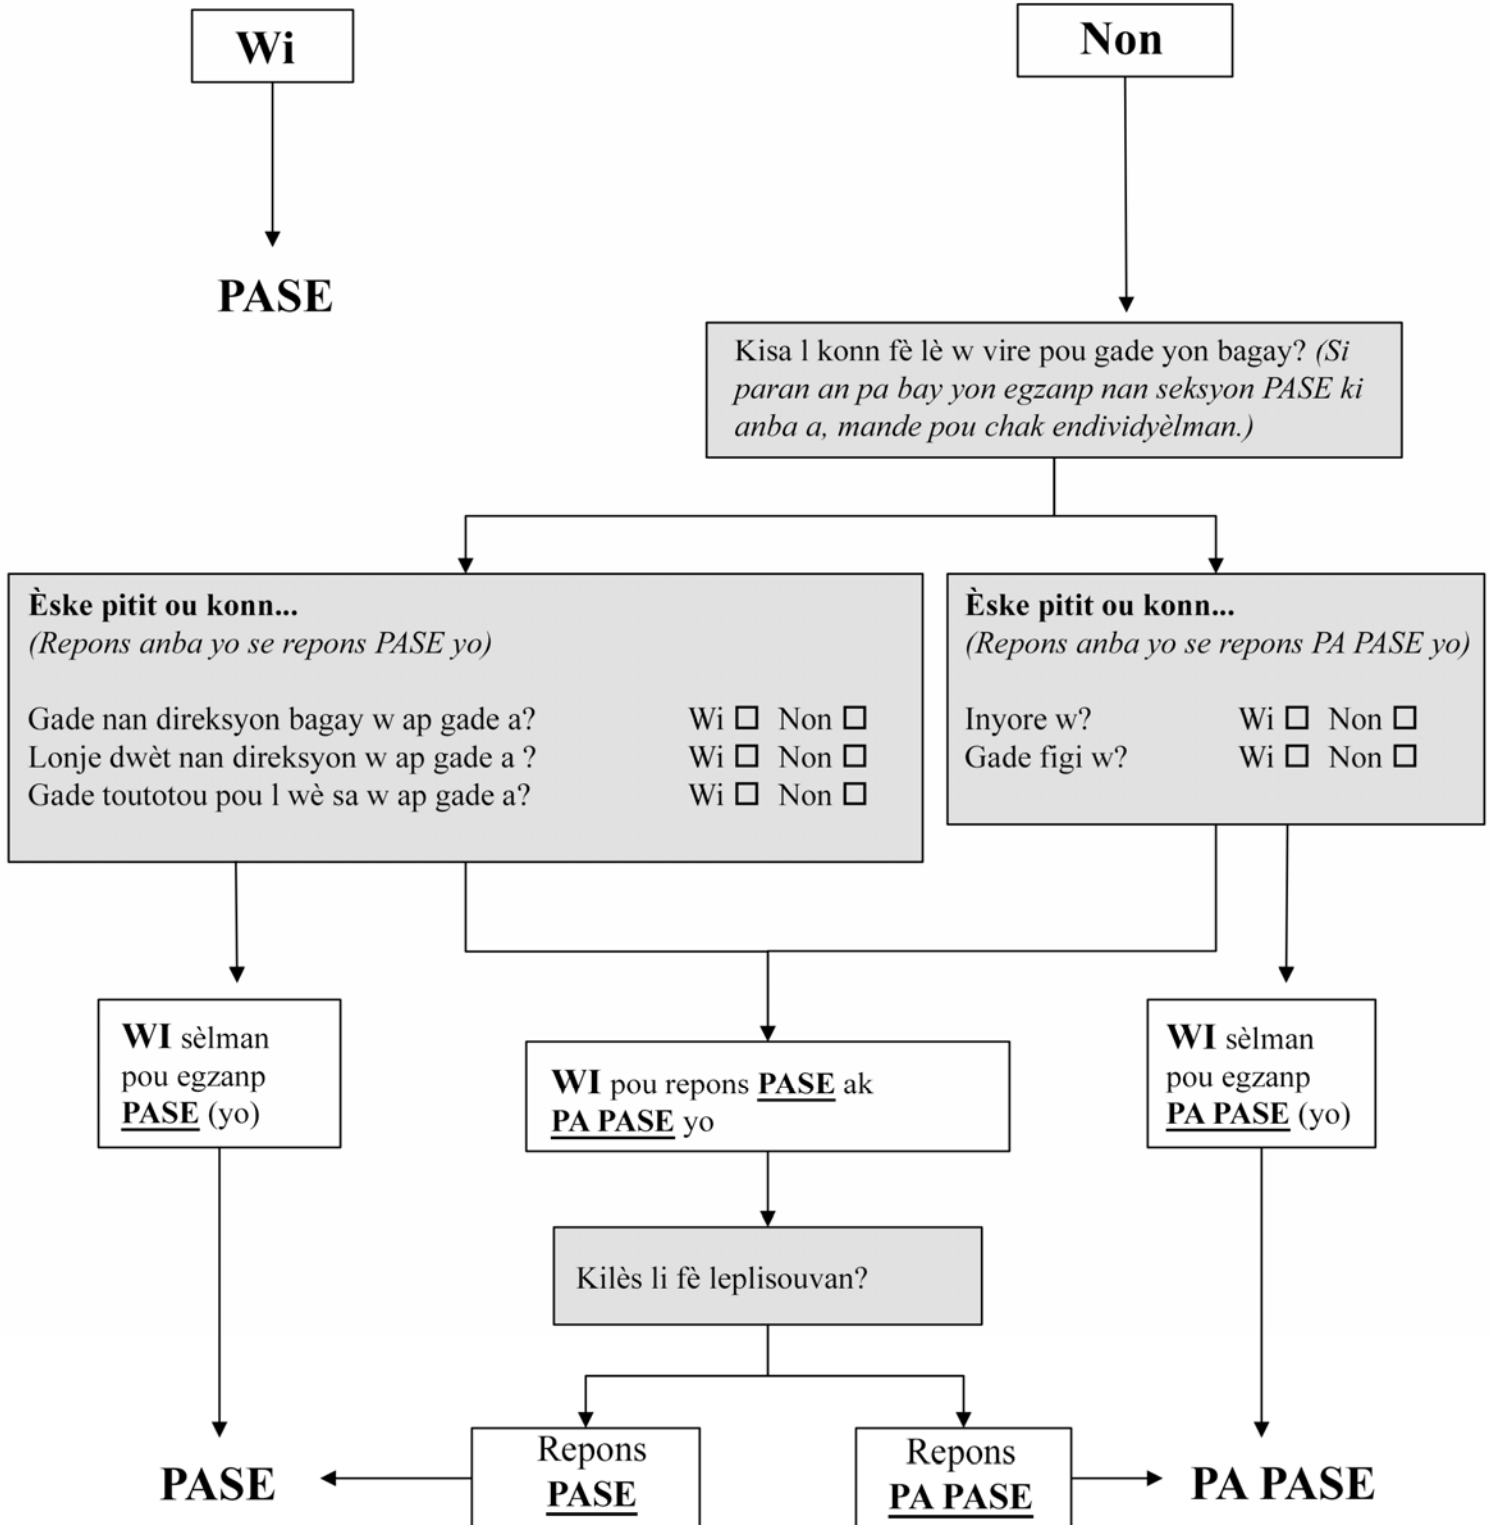 Wi
Non
PASE
Kisa l konn fè lè w vire pou gade yon bagay? (Si
paran an pa bay yon egzanp nan seksyon PASE ki
anba a, mande pou chak endividyèlman.)
Èske pitit ou konn...
(Repons anba yo se repons PASE yo)
Gade nan direksyon bagay w ap gade a? Wi ☐ Non ☐
Lonje dwèt nan direksyon w ap gade a ? Wi ☐ Non ☐
Gade toutotou pou l wè sa w ap gade a? Wi ☐ Non ☐
Èske pitit ou konn...
(Repons anba yo se repons PA PASE yo)
Inyore w? Wi ☐ Non ☐
Gade figi w? Wi ☐ Non ☐
WI sèlman
pou egzanp
PASE (yo)
WI pou repons PASE ak
PA PASE yo
WI sèlman
pou egzanp
PA PASE (yo)
Kilès li fè leplisouvan?
Repons
PASE
Repons
PA PASE
PASE
PA PASE